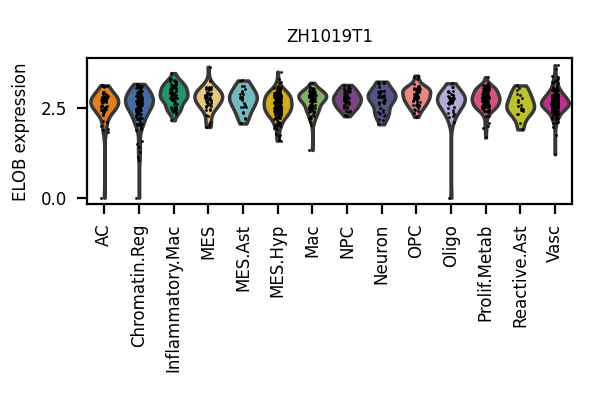 ZH1019T1
ELOB expression
2.5
0.0
AC
Chromatin.Reg
Inflammatory.Mac
MES
MES.Ast
MES.Hyp
Mac
NPC
Neuron
OPC
Oligo
Prolif.Metab
Reactive.Ast
Vasc